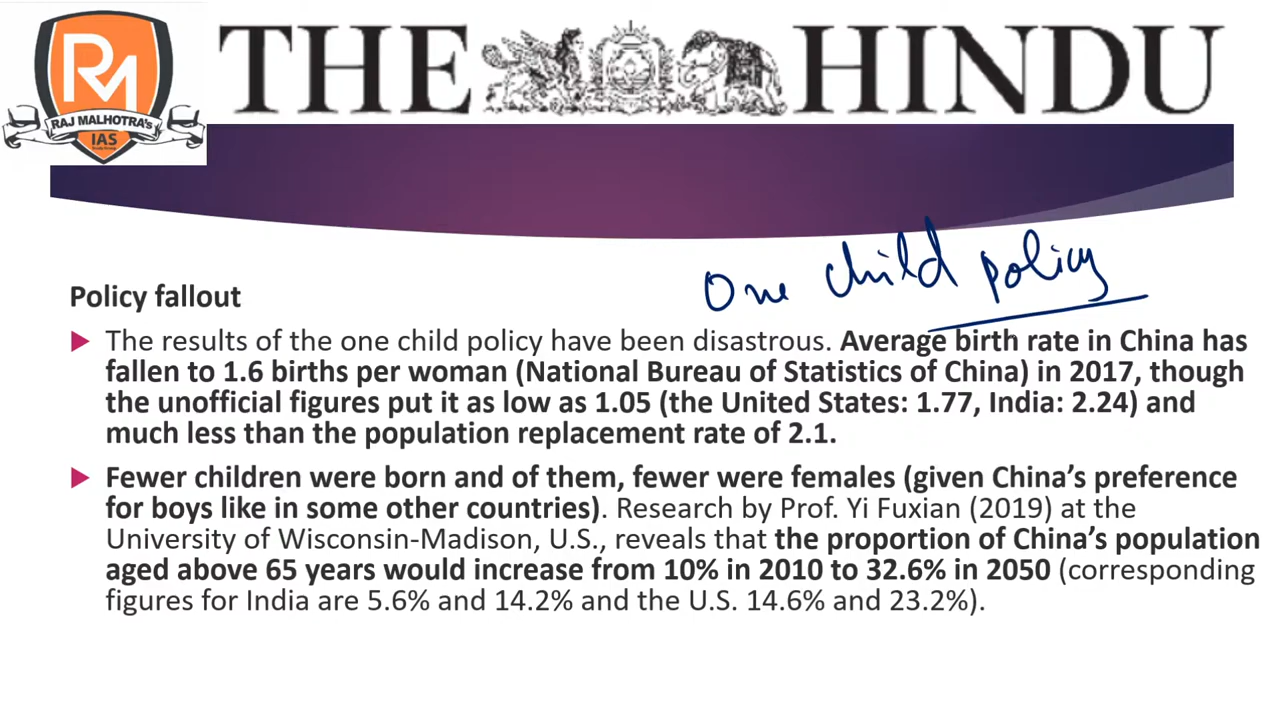 RM
RAJ MALHOTRA'S
IAS
THE HINDU
One child policy
Policy fallout
The results of the one child policy have been disastrous. Average birth rate in China has
fallen to 1.6 births per woman (National Bureau of Statistics of China) in 2017, though
the unofficial figures put it as low as 1.05 (the United States: 1.77, India: 2.24) and
much less than the population replacement rate of 2.1.
Fewer children were born and of them, fewer were females (given China's preference
for boys like in some other countries). Research by Prof. Yi Fuxian (2019) at the
University of Wisconsin-Madison, U.S., reveals that the proportion of China's population
aged above 65 years would increase from 10% in 2010 to 32.6% in 2050 (corresponding
figures for India are 5.6% and 14.2% and the U.S. 14.6% and 23.2%).